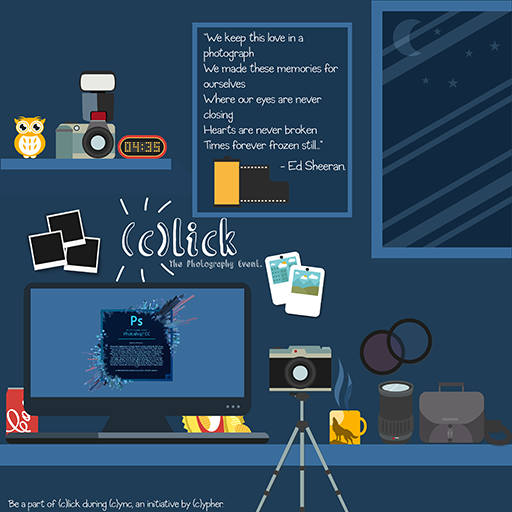 "We keep this love in a
photograph
We made these memories for
ourselves
Where our eyes are never
closing
Hearts are never broken
Times forever frozen still..."
- Ed Sheeran.
04:35
(c)lick
The Photography Event.
Ps
Photoshop CC
Be a part of (c)lick during (c)ync, an initiative by (c)ypher.